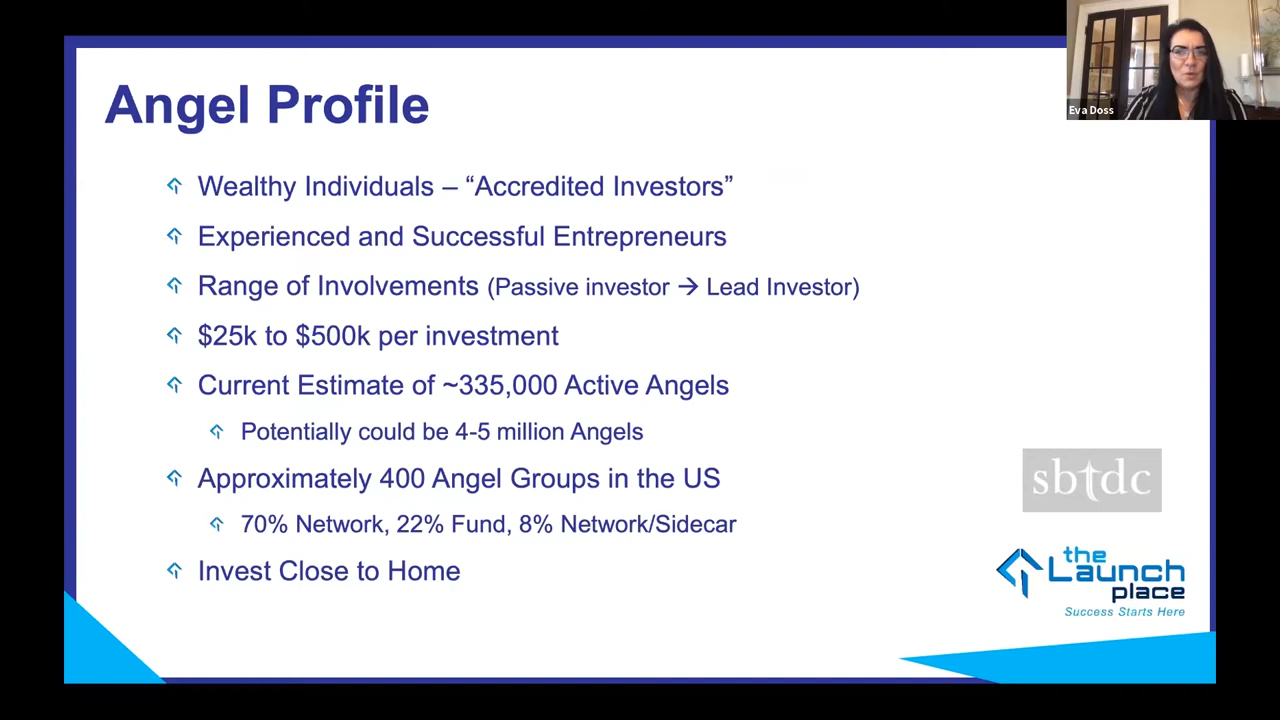 Eva Doss
Angel Profile
Wealthy Individuals – “Accredited Investors”
Experienced and Successful Entrepreneurs
Range of Involvements (Passive investor → Lead Investor)
$25k to $500k per investment
Current Estimate of ~335,000 Active Angels
Potentially could be 4-5 million Angels
Approximately 400 Angel Groups in the US
70% Network, 22% Fund, 8% Network/Sidecar
Invest Close to Home
sbtdc
the
Launch
place
Success Starts Here